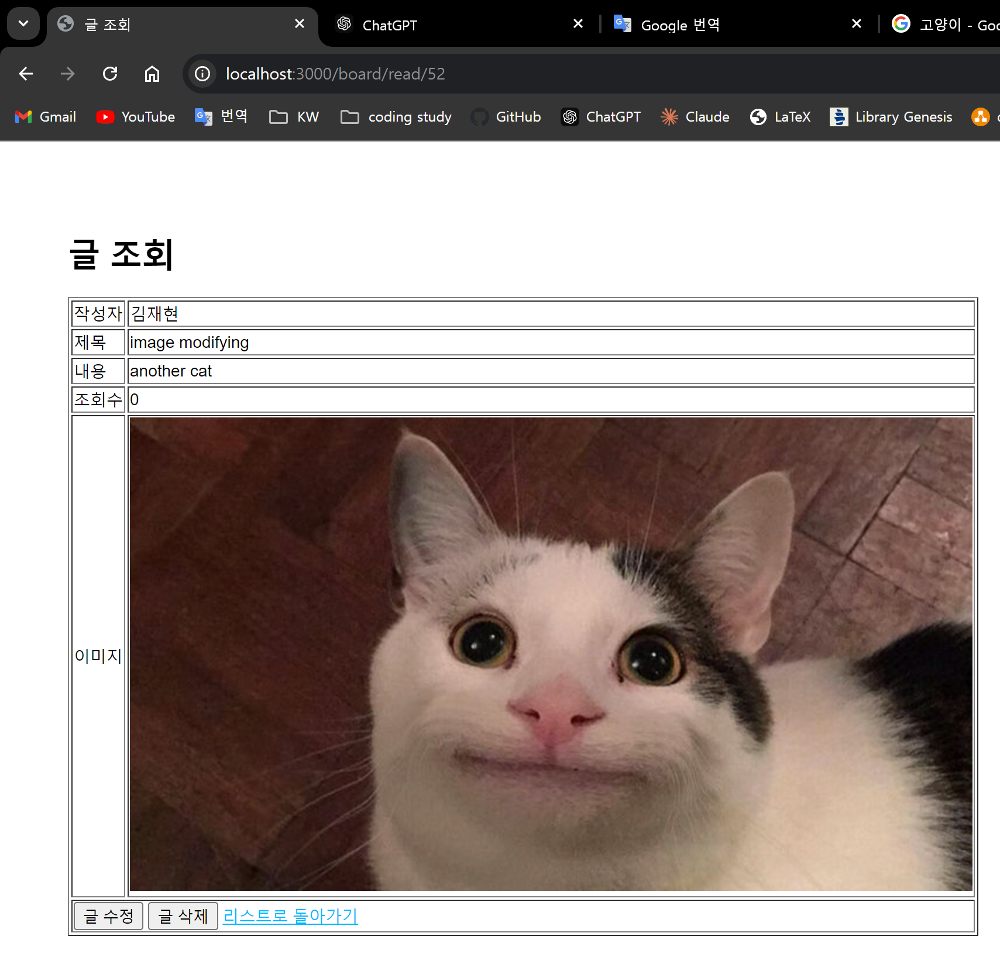 글 조회
ChatGPT
Google 번역
고양이 - Goo
localhost:3000/board/read/52
Gmail
YouTube
번역
KW
coding study
GitHub
ChatGPT
Claude
LaTeX
Library Genesis
글 조회
작성자 김재현
제목 image modifying
내용 another cat
조회수 0
이미지
글 수정 글 삭제 리스트로 돌아가기